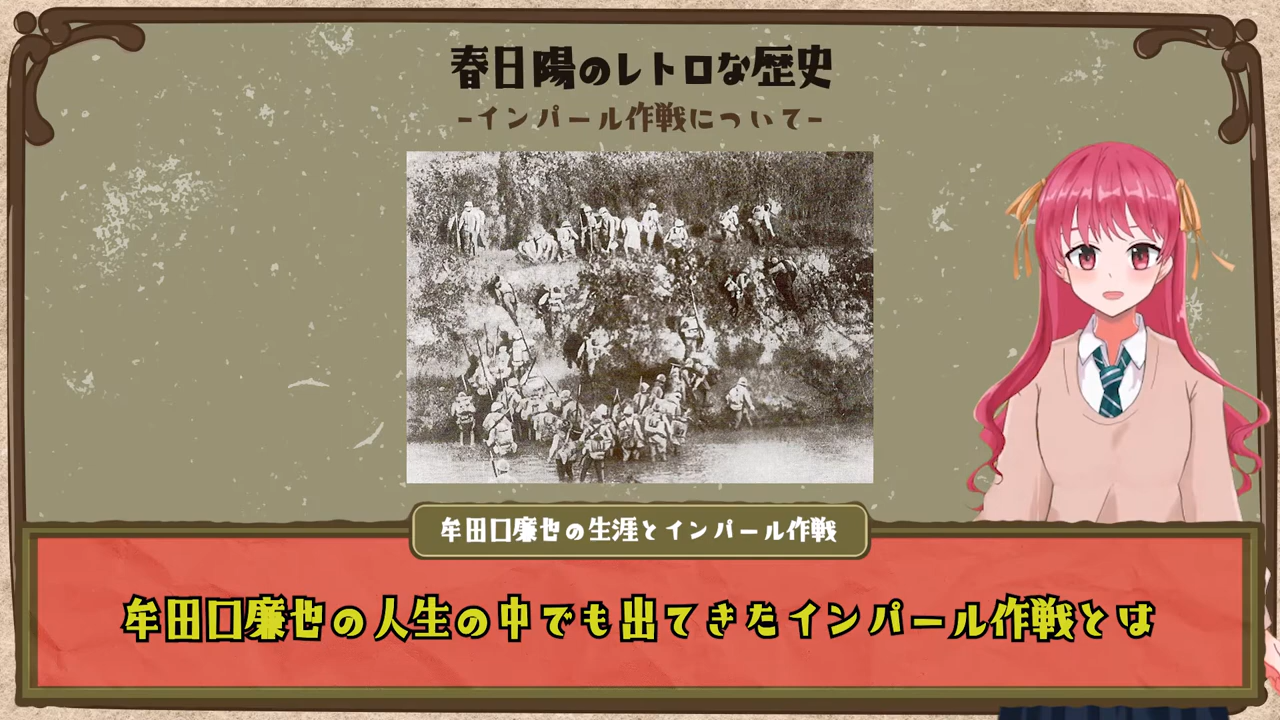 春日陽のレトロな歴史
-インパール作戦について-
牟田口廉也の生涯とインパール作戦
牟田口廉也の人生の中でも出てきたインパール作戦とは